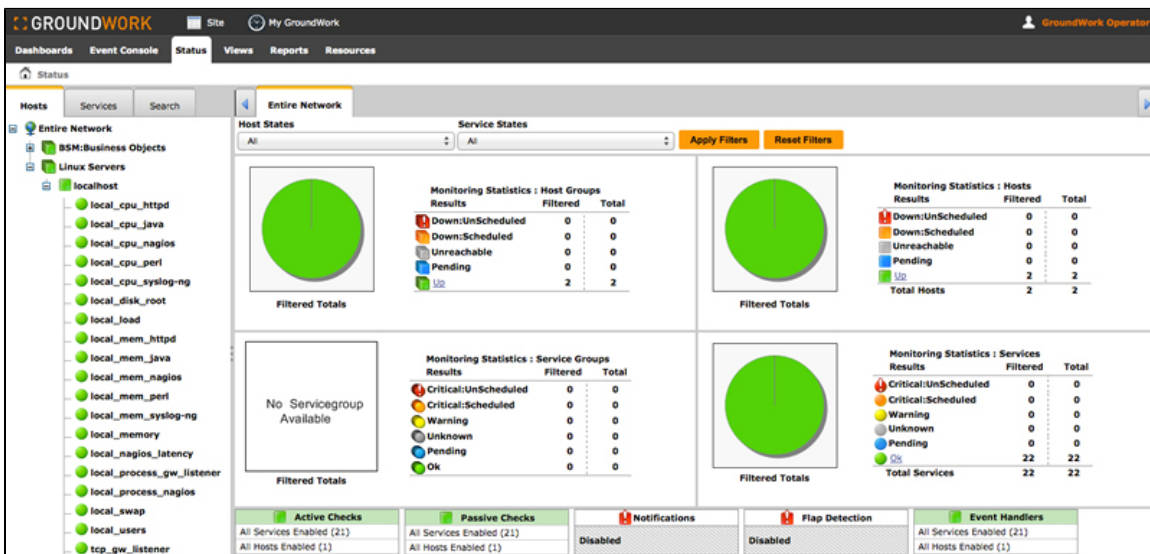 GROUNDWORK Site My GroundWork GroundWork Operator
Dashboards Event Console Status Views Reports Resources
Status
Hosts Services Search
Entire Network
BSM:Business Objects
Linux Servers
localhost
local_cpu_httpd
local_cpu_java
local_cpu_nagios
local_cpu_perl
local_cpu_syslog-ng
local_disk_root
local_load
local_mem_httpd
local_mem_java
local_mem_nagios
local_mem_perl
local_mem_syslog-ng
local_memory
local_nagios_latency
local_process_gw_listener
local_process_nagios
local_swap
local_users
tcp_gw_listener
Entire Network
Host States Service States
All All Apply Filters Reset Filters
Filtered Totals
Monitoring Statistics : Host Groups
Results Filtered Total
Down:UnScheduled 0 0
Down:Scheduled 0 0
Unreachable 0 0
Pending 0 0
Up 2 2
Filtered Totals
Monitoring Statistics : Hosts
Results Filtered Total
Down:UnScheduled 0 0
Down:Scheduled 0 0
Unreachable 0 0
Pending 0 0
Up 2 2
Total Hosts 2 2
No Servicegroup
Available
Filtered Totals
Monitoring Statistics : Service Groups
Results Filtered Total
Critical:UnScheduled 0 0
Critical:Scheduled 0 0
Warning 0 0
Unknown 0 0
Pending 0 0
Ok 0 0
Filtered Totals
Monitoring Statistics : Services
Results Filtered Total
Critical:UnScheduled 0 0
Critical:Scheduled 0 0
Warning 0 0
Unknown 0 0
Pending 0 0
Ok 22 22
Total Services 22 22
Active Checks
All Services Enabled (21)
All Hosts Enabled (1)
Passive Checks
All Services Enabled (21)
All Hosts Enabled (1)
Notifications
Disabled
Flap Detection
Disabled
Event Handlers
All Services Enabled (21)
All Hosts Enabled (1)